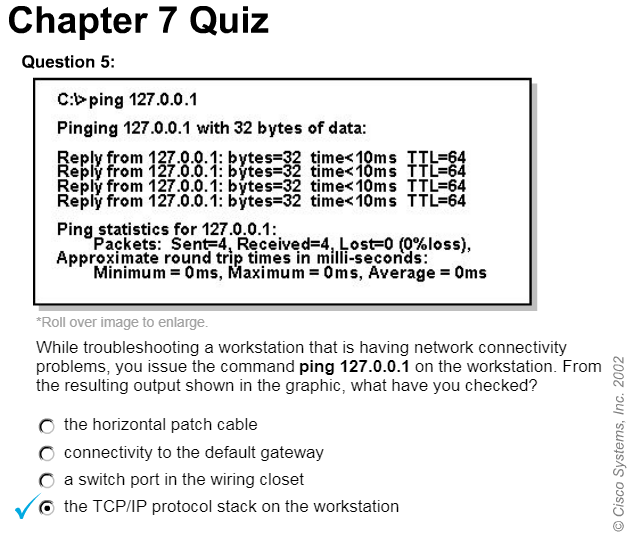 Chapter 7 Quiz
Question 5:
C:\>ping 127.0.0.1
Pinging 127.0.0.1 with 32 bytes of data:
Reply from 127.0.0.1: bytes=32 time<10ms TTL=64
Reply from 127.0.0.1: bytes=32 time<10ms TTL=64
Reply from 127.0.0.1: bytes=32 time<10ms TTL=64
Reply from 127.0.0.1: bytes=32 time<10ms TTL=64
Ping statistics for 127.0.0.1:
Packets: Sent=4, Received=4, Lost=0 (0%loss),
Approximate round trip times in milli-seconds:
Minimum = 0ms, Maximum = 0ms, Average = 0ms
*Roll over image to enlarge.
While troubleshooting a workstation that is having network connectivity
problems, you issue the command ping 127.0.0.1 on the workstation. From
the resulting output shown in the graphic, what have you checked?
the horizontal patch cable
connectivity to the default gateway
a switch port in the wiring closet
the TCP/IP protocol stack on the workstation
© Cisco Systems, Inc. 2002